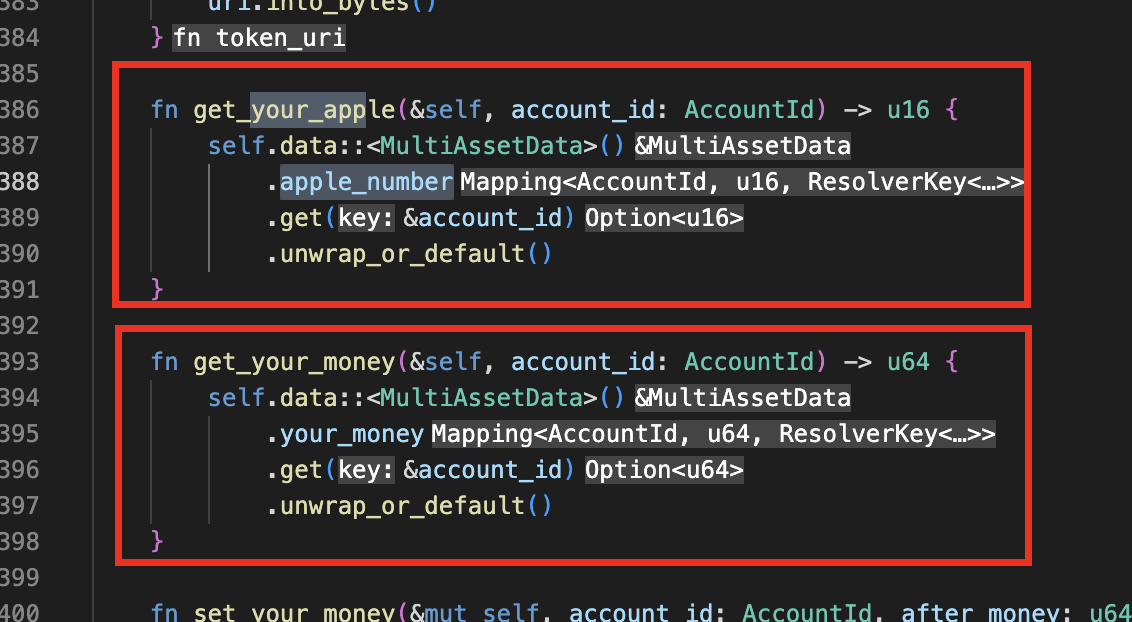 383 uri.into_bytes()
384 } fn token_uri
385
386 fn get_your_apple(&self, account_id: AccountId) -> u16 {
387 self.data::<MultiAssetData>() &MultiAssetData
388 .apple_number Mapping<AccountId, u16, ResolverKey<…>>
389 .get(key: &account_id) Option<u16>
390 .unwrap_or_default()
391 }
392
393 fn get_your_money(&self, account_id: AccountId) -> u64 {
394 self.data::<MultiAssetData>() &MultiAssetData
395 .your_money Mapping<AccountId, u64, ResolverKey<…>>
396 .get(key: &account_id) Option<u64>
397 .unwrap_or_default()
398 }
399
400 fn set_your_money(&mut self, account_id: AccountId, after_money: u64